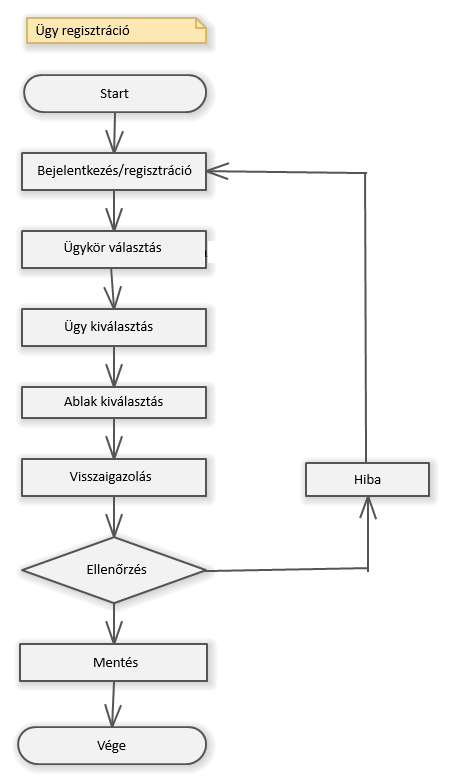 Ügy regisztráció
Start
Bejelentkezés/regisztráció
Ügykör választás
Ügy kiválasztás
Ablak kiválasztás
Visszaigazolás
Hiba
Ellenőrzés
Mentés
Vége